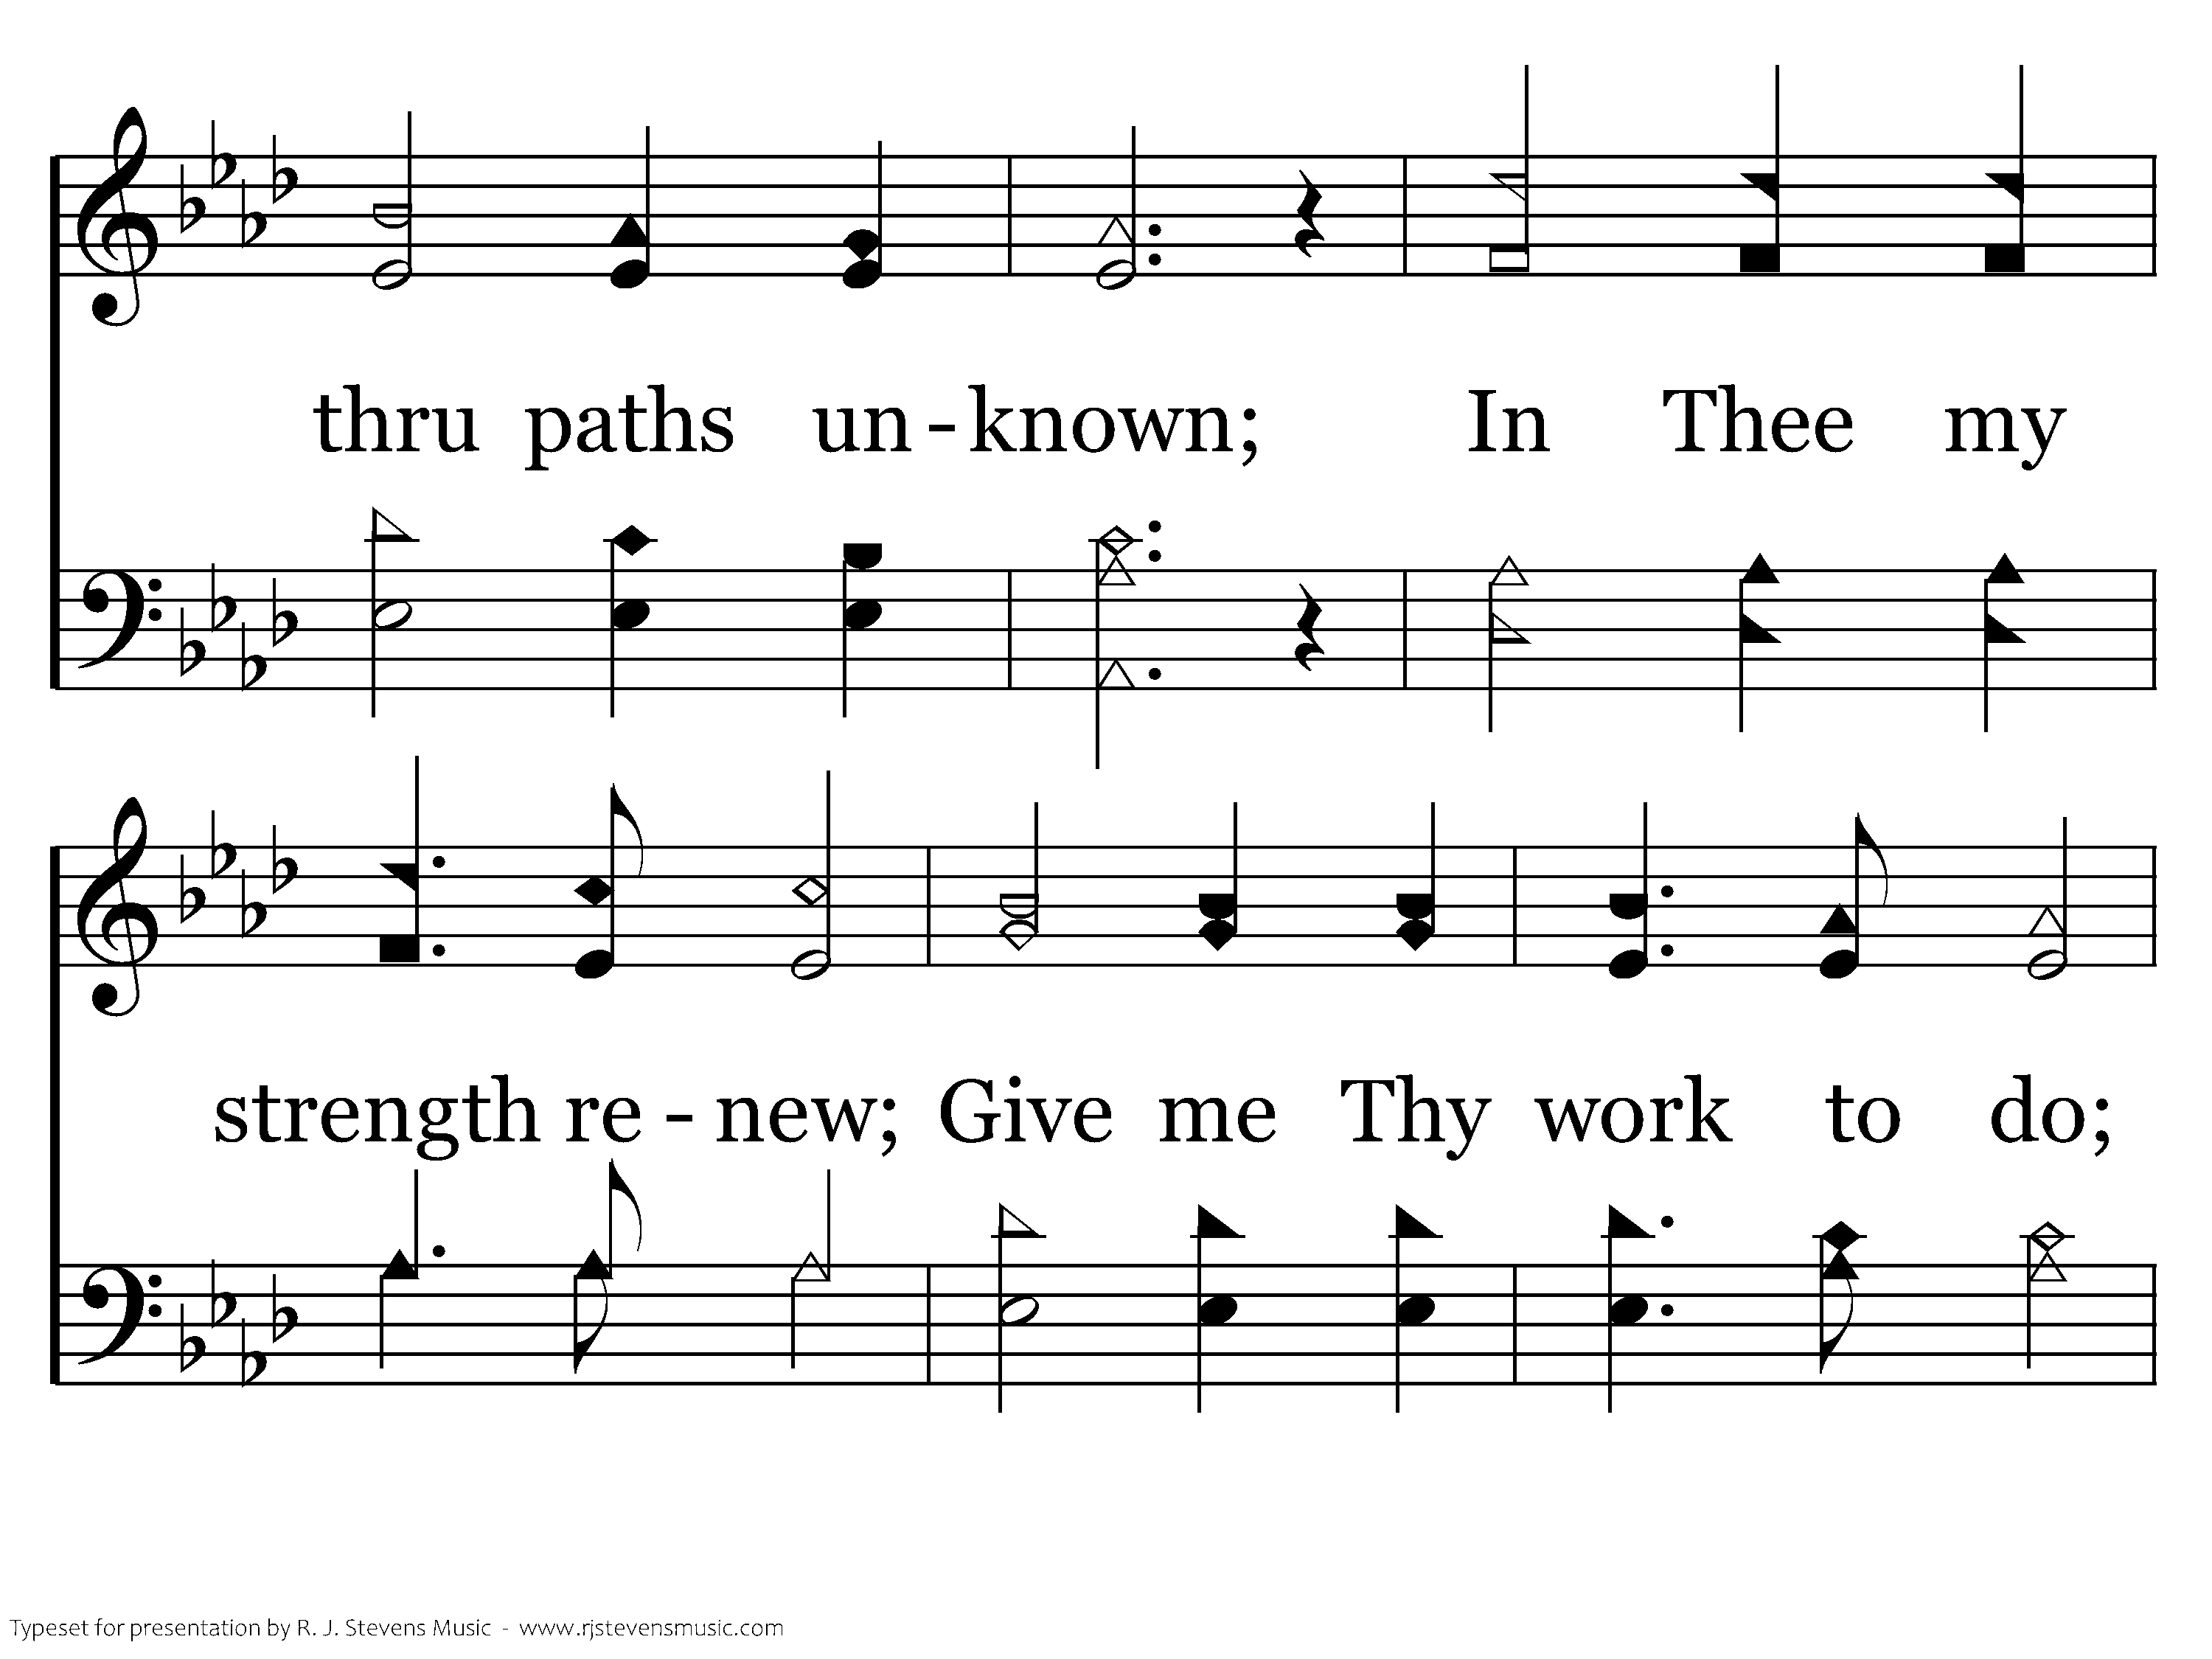 thru paths un-known; In Thee my
strength re-new; Give me Thy work to do;
Typeset for presentation by R. J. Stevens Music - www.rjstevensmusic.com